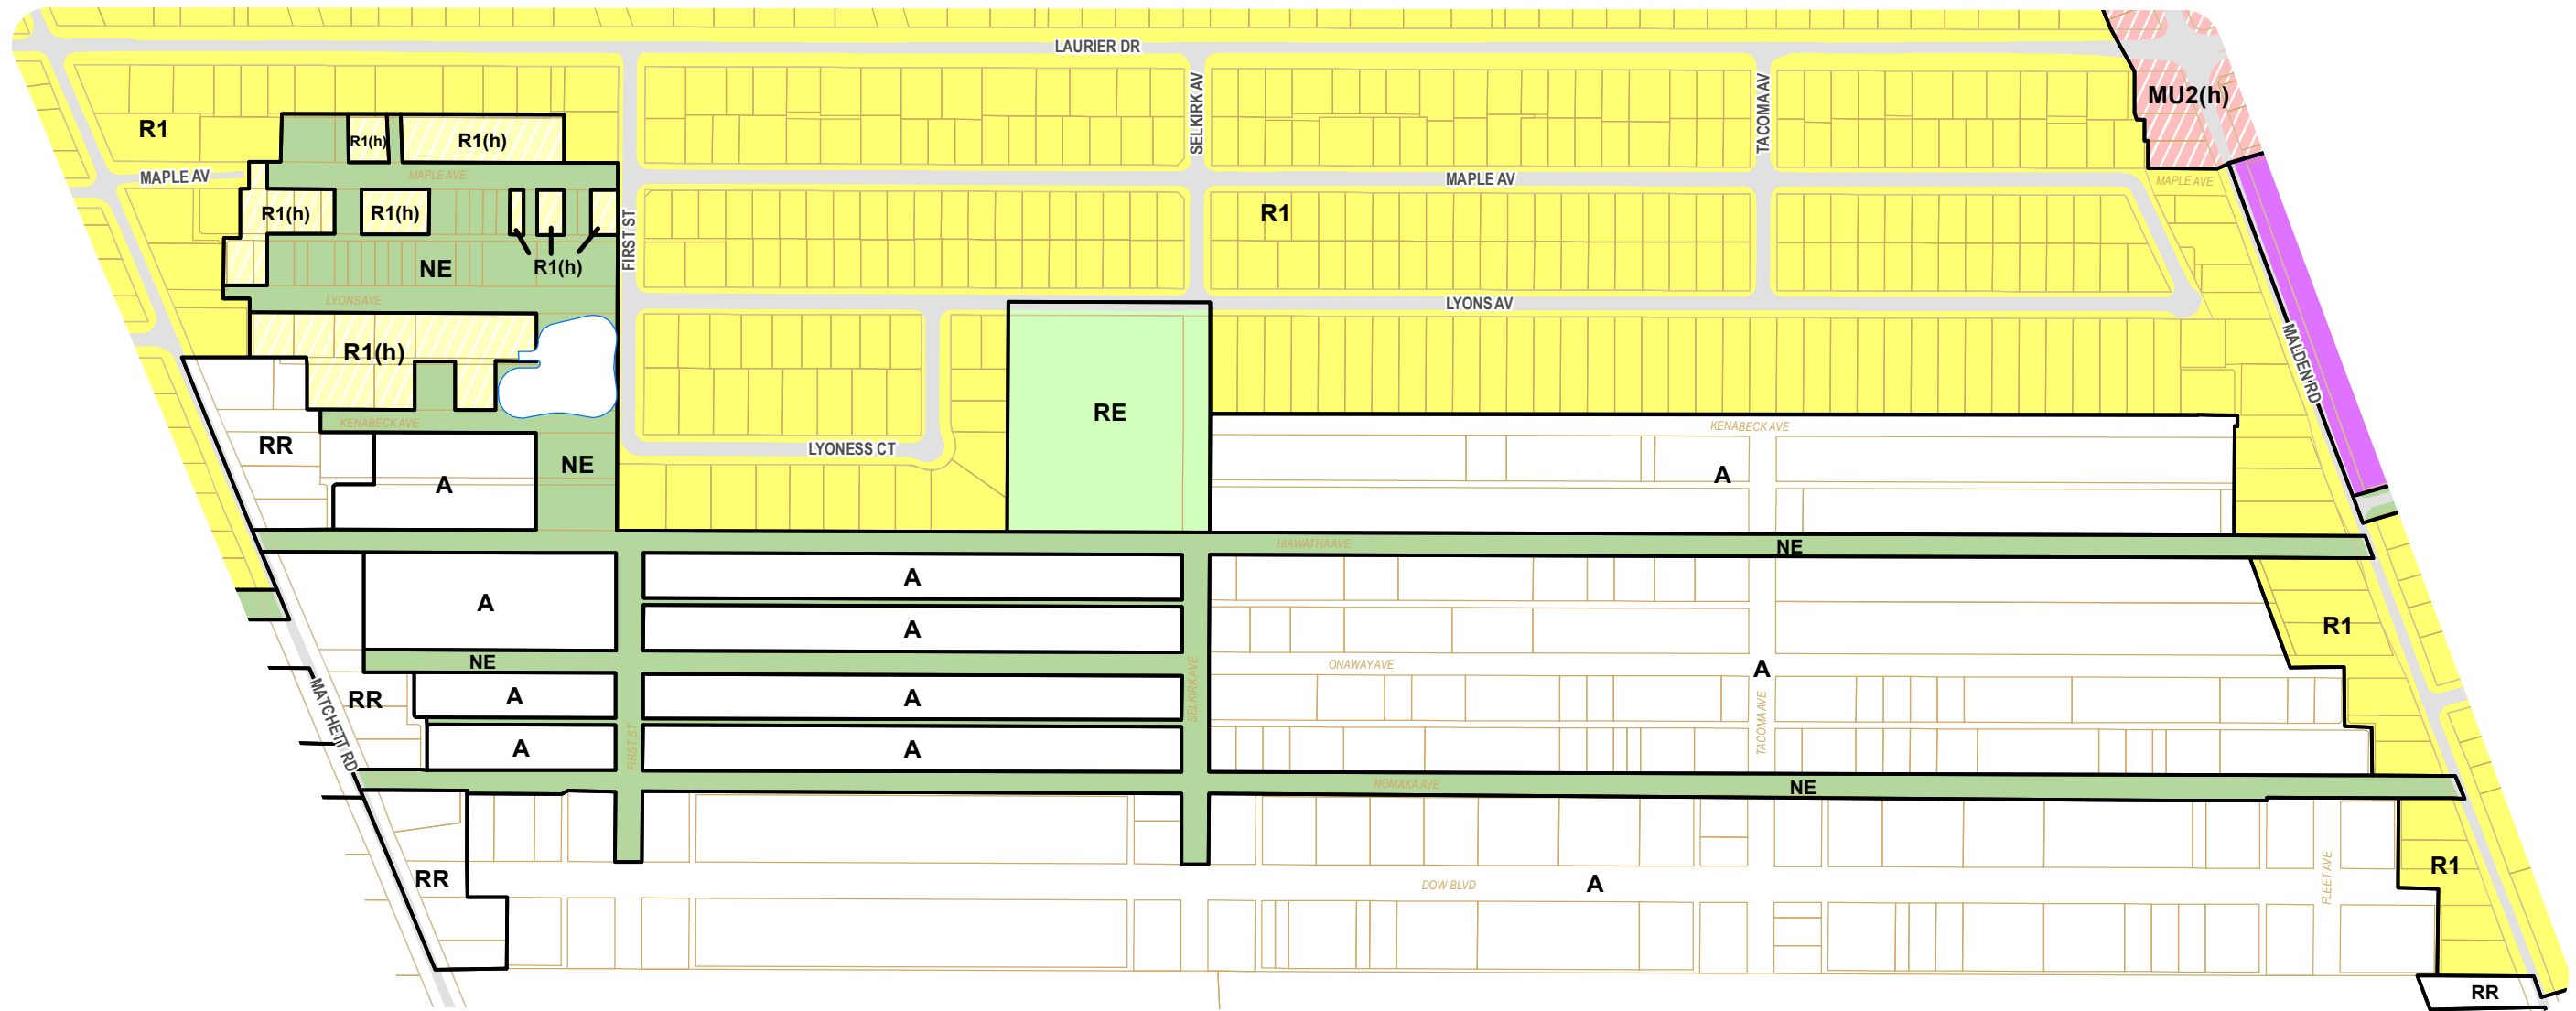 LAURIER DR
MU2(h)
R1
R1(h)
R1(h)
SELKIRK AV
TACOMA AV
MAPLE AV
MAPLE AVE
MAPLE AV
MAPLE AVE
R1(h)
R1(h)
R1
FIRST ST
NE
R1(h)
LYONS AVE
LYONS AV
R1(h)
MALDEN RD
RE
KENABECK AVE
KENABECK AVE
RR
LYONESS CT
NE
A
A
HIAWATHA AVE
NE
A
A
A
R1
NE
ONAWAY AVE
A
SELKIRK AVE
MATCHETT RD
RR
A
A
TACOMA AVE
FIRST ST
A
A
NOMAKA AVE
NE
RR
DOW BLVD
A
FLEET AVE
R1
RR